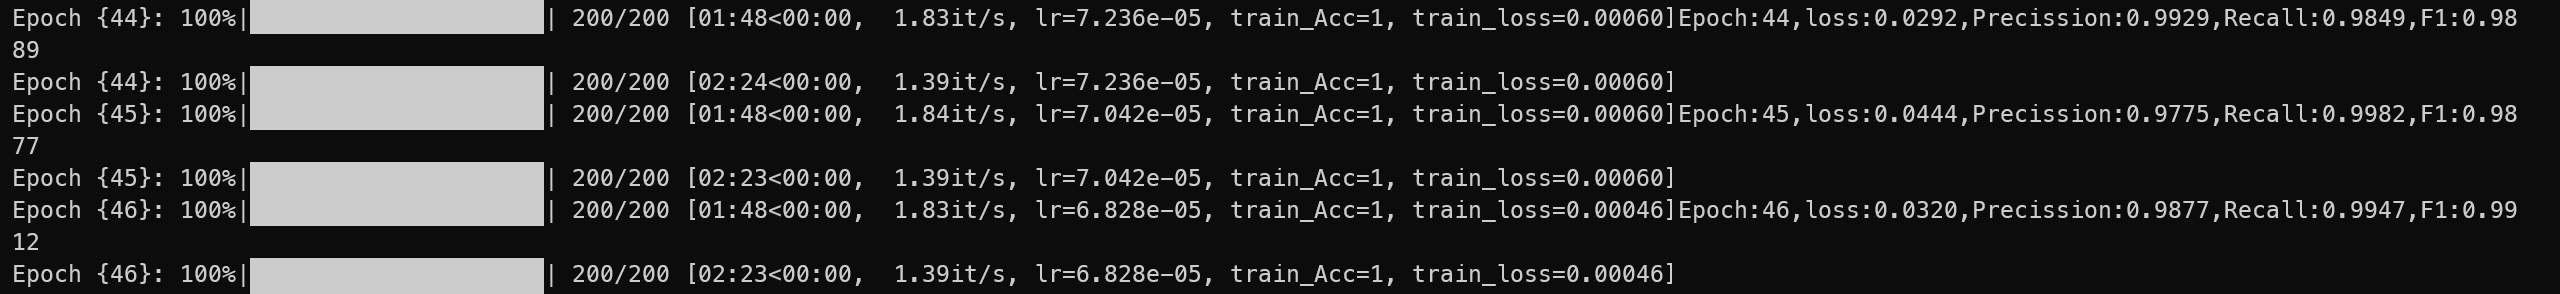 Epoch {44}: 100%| | 200/200 [01:48<00:00,  1.83it/s, lr=7.236e-05, train_Acc=1, train_loss=0.00060]Epoch:44,loss:0.0292,Precission:0.9929,Recall:0.9849,F1:0.98
89
Epoch {44}: 100%| | 200/200 [02:24<00:00,  1.39it/s, lr=7.236e-05, train_Acc=1, train_loss=0.00060]
Epoch {45}: 100%| | 200/200 [01:48<00:00,  1.84it/s, lr=7.042e-05, train_Acc=1, train_loss=0.00060]Epoch:45,loss:0.0444,Precission:0.9775,Recall:0.9982,F1:0.98
77
Epoch {45}: 100%| | 200/200 [02:23<00:00,  1.39it/s, lr=7.042e-05, train_Acc=1, train_loss=0.00060]
Epoch {46}: 100%| | 200/200 [01:48<00:00,  1.83it/s, lr=6.828e-05, train_Acc=1, train_loss=0.00046]Epoch:46,loss:0.0320,Precission:0.9877,Recall:0.9947,F1:0.99
12
Epoch {46}: 100%| | 200/200 [02:23<00:00,  1.39it/s, lr=6.828e-05, train_Acc=1, train_loss=0.00046]